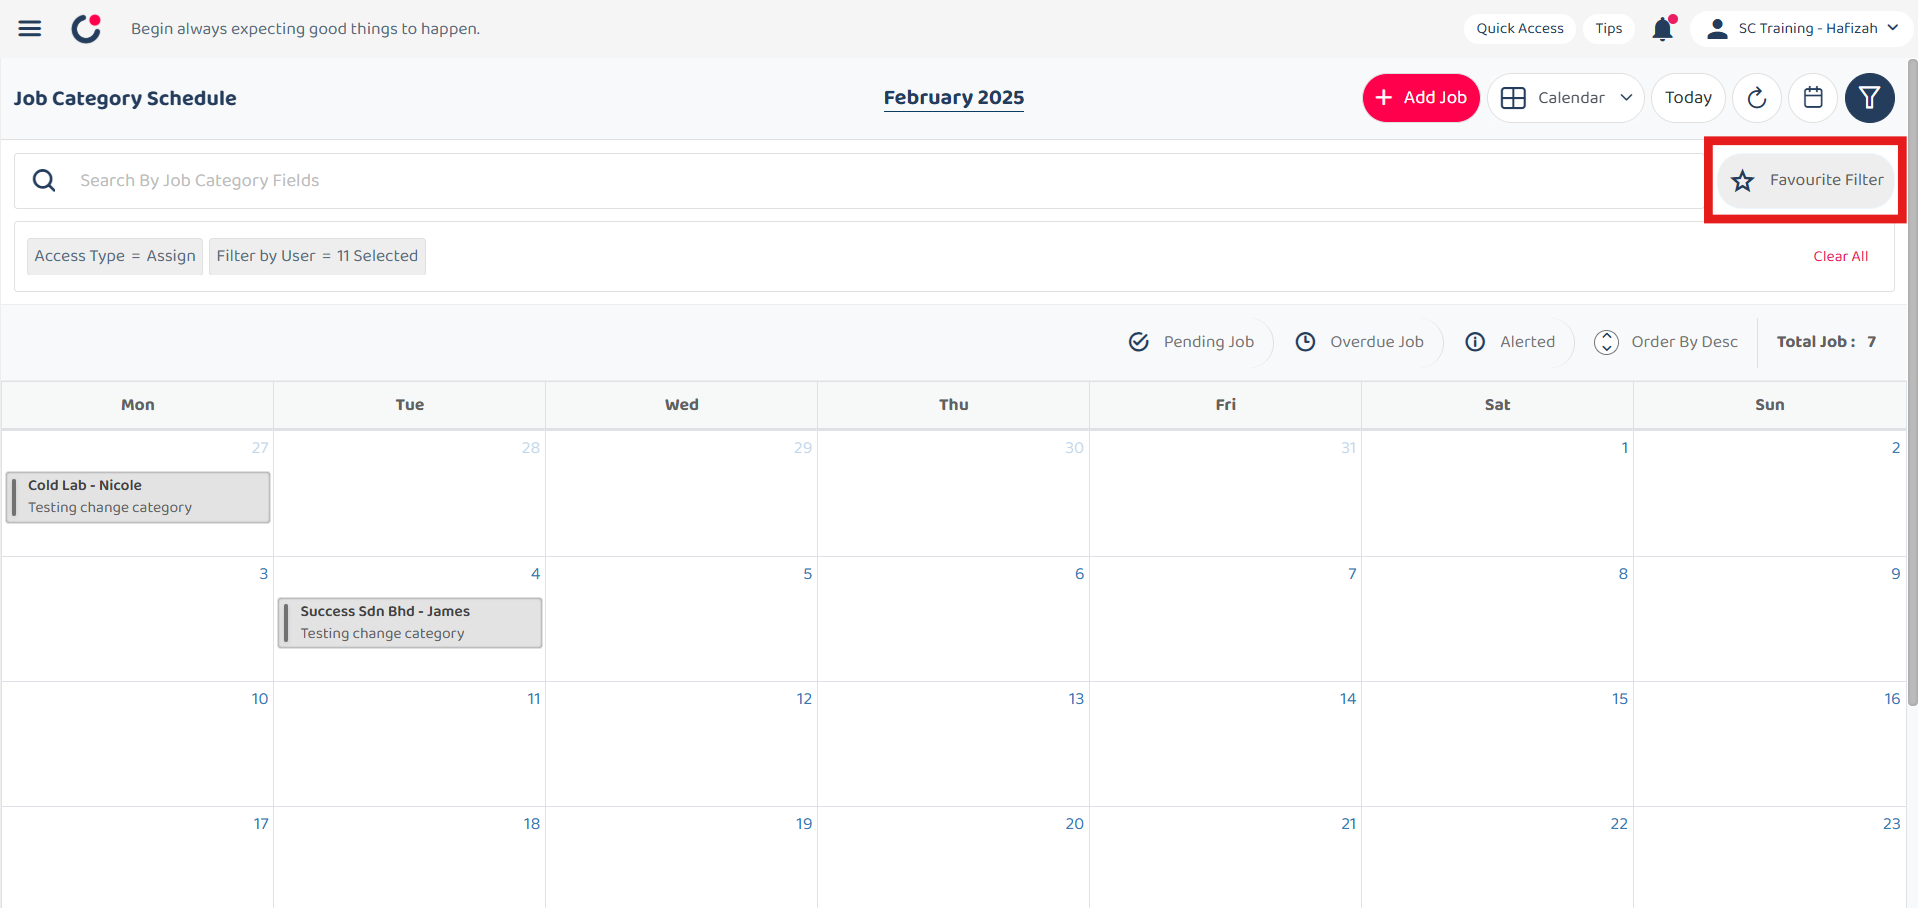 Begin always expecting good things to happen.
Quick Access
Tips
SC Training - Hafizah
Job Category Schedule
February 2025
+ Add Job
Calendar
Today
Search By Job Category Fields
Favourite Filter
Access Type = Assign
Filter by User = 11 Selected
Clear All
Pending Job
Overdue Job
Alerted
Order By Desc
Total Job : 7
Mon Tue Wed Thu Fri Sat Sun
27 28 29 30 31 1 2
Cold Lab - Nicole
Testing change category
3 4 5 6 7 8 9
Success Sdn Bhd - James
Testing change category
10 11 12 13 14 15 16
17 18 19 20 21 22 23